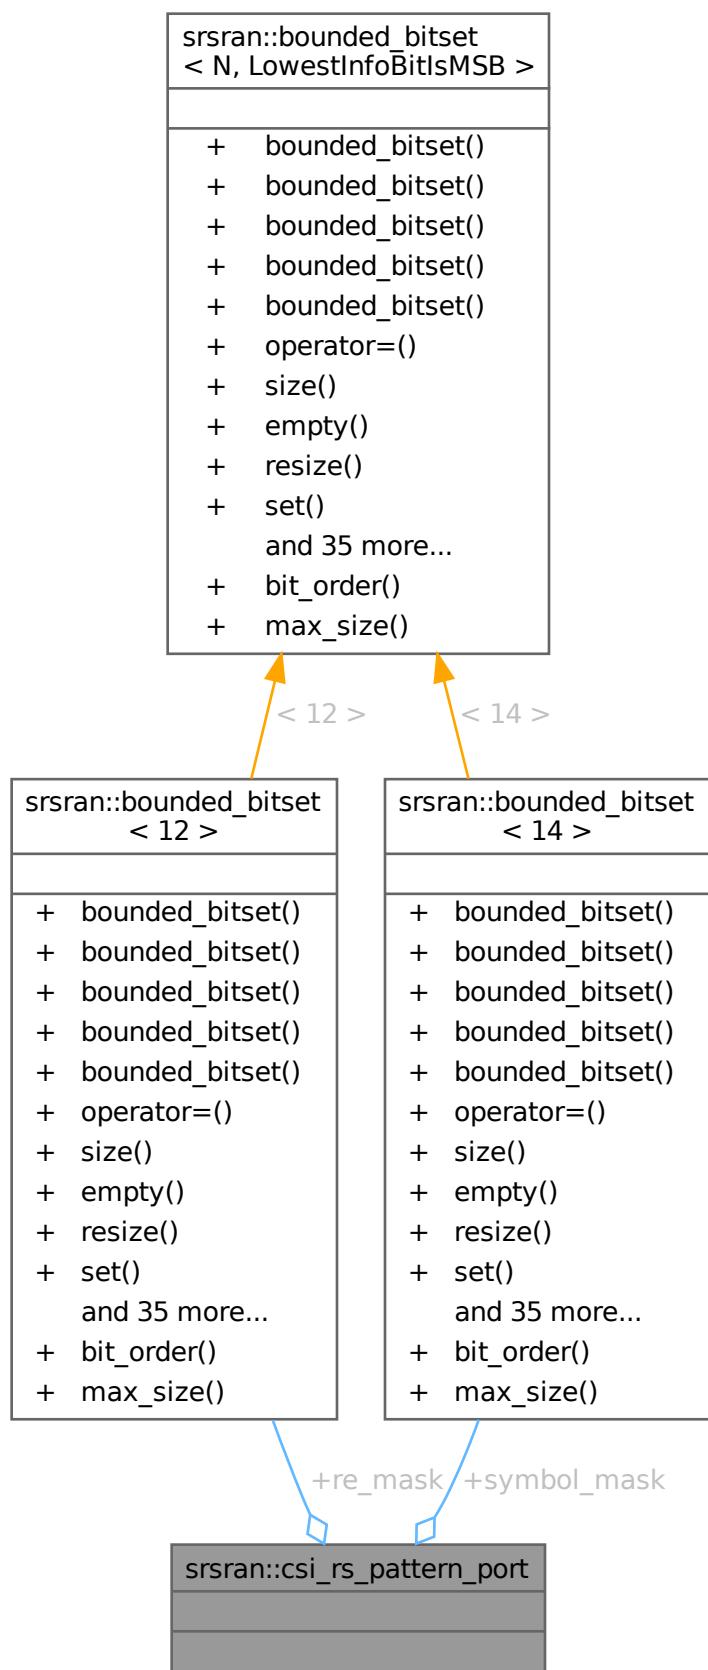 srsran::bounded_bitset
< N, LowestInfoBitIsMSB >
+ bounded_bitset()
+ bounded_bitset()
+ bounded_bitset()
+ bounded_bitset()
+ bounded_bitset()
+ operator=()
+ size()
+ empty()
+ resize()
+ set()
and 35 more...
+ bit_order()
+ max_size()
< 12 >
< 14 >
srsran::bounded_bitset
< 12 >
+ bounded_bitset()
+ bounded_bitset()
+ bounded_bitset()
+ bounded_bitset()
+ bounded_bitset()
+ operator=()
+ size()
+ empty()
+ resize()
+ set()
and 35 more...
+ bit_order()
+ max_size()
srsran::bounded_bitset
< 14 >
+ bounded_bitset()
+ bounded_bitset()
+ bounded_bitset()
+ bounded_bitset()
+ bounded_bitset()
+ operator=()
+ size()
+ empty()
+ resize()
+ set()
and 35 more...
+ bit_order()
+ max_size()
+re_mask
+symbol_mask
srsran::csi_rs_pattern_port